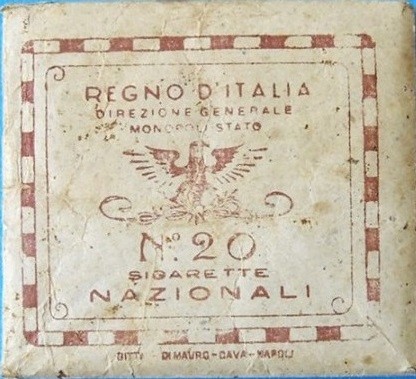 REGNO D'ITALIA
DIREZIONE GENERALE
MONOPOLI STATO
N.º 20
SIGARETTE
NAZIONALI
DITTA DI MAURO - CAVA - NAPOLI